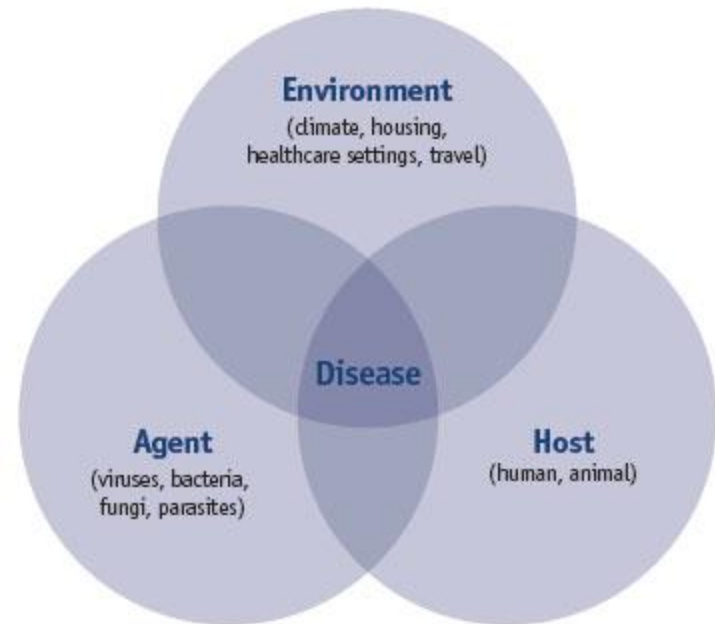 Environment
(climate, housing,
healthcare settings, travel)
Disease
Agent
(viruses, bacteria,
fungi, parasites)
Host
(human, animal)